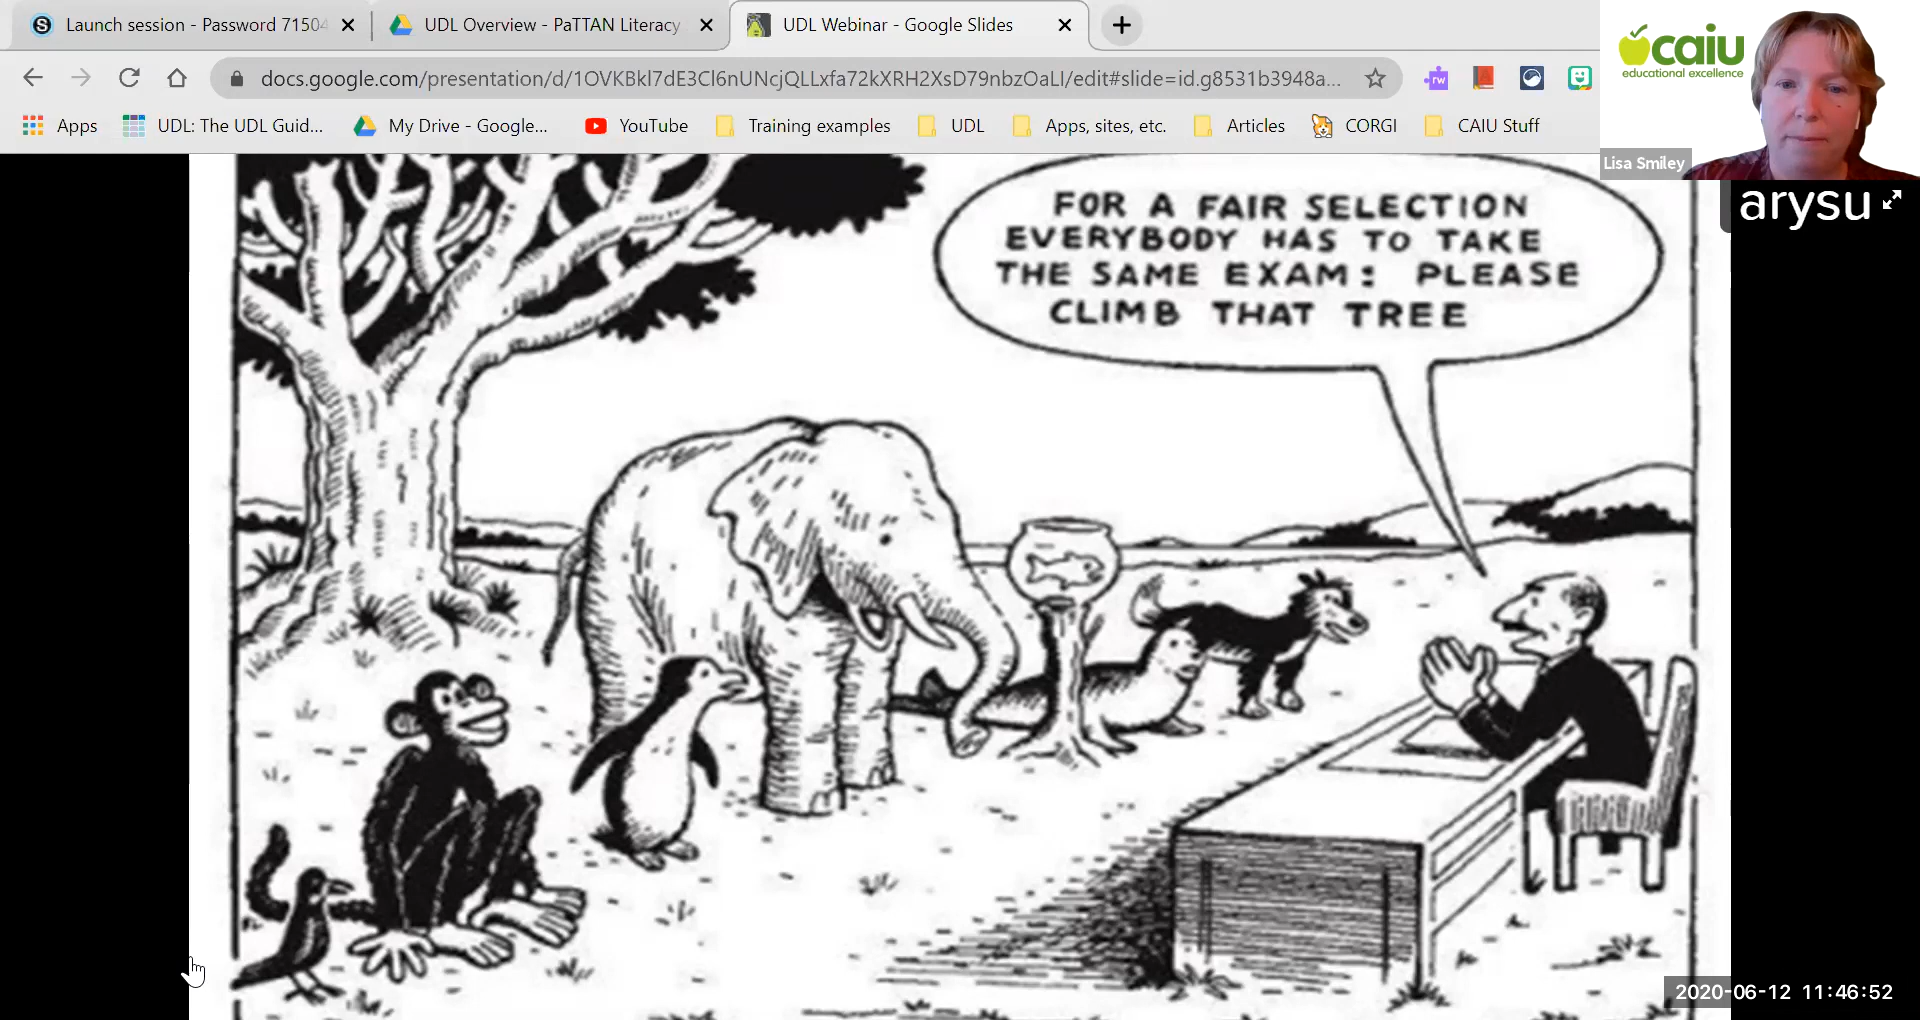 Launch session - Password 71504
UDL Overview - PaTTAN Literacy
UDL Webinar - Google Slides
docs.google.com/presentation/d/1OVKBkI7dE3Cl6nUNcjQLLxfa72kXRH2XsD79nbzOaLI/edit#slide=id.g8531b3948a...
rw
Apps
UDL: The UDL Guid...
My Drive - Google...
YouTube
Training examples
UDL
Apps, sites, etc.
Articles
CORGI
CAIU Stuff
caiu
educational excellence
Lisa Smiley
arysu
FOR A FAIR SELECTION
EVERYBODY HAS TO TAKE
THE SAME EXAM: PLEASE
CLIMB THAT TREE
2020-06-12 11:46:52